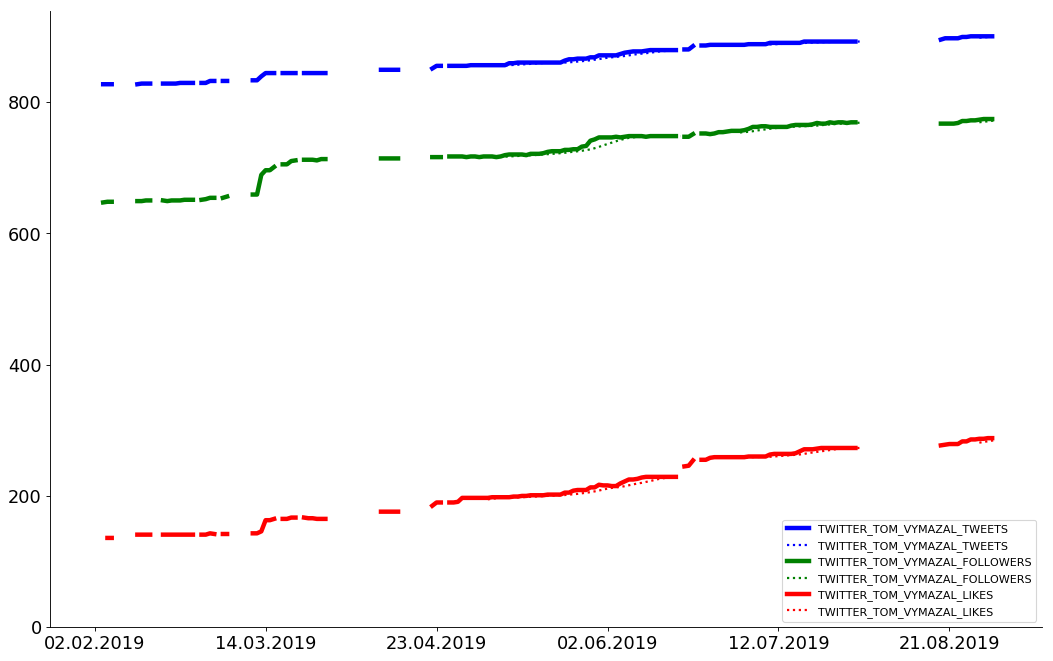 800
600
400
200
0
02.02.2019 14.03.2019 23.04.2019 02.06.2019 12.07.2019 21.08.2019
TWITTER_TOM_VYMAZAL_TWEETS
TWITTER_TOM_VYMAZAL_TWEETS
TWITTER_TOM_VYMAZAL_FOLLOWERS
TWITTER_TOM_VYMAZAL_FOLLOWERS
TWITTER_TOM_VYMAZAL_LIKES
TWITTER_TOM_VYMAZAL_LIKES